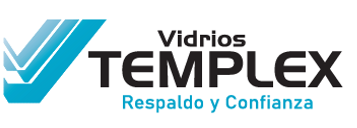 Vidrios
TEMPLEX
Respaldo y Confianza